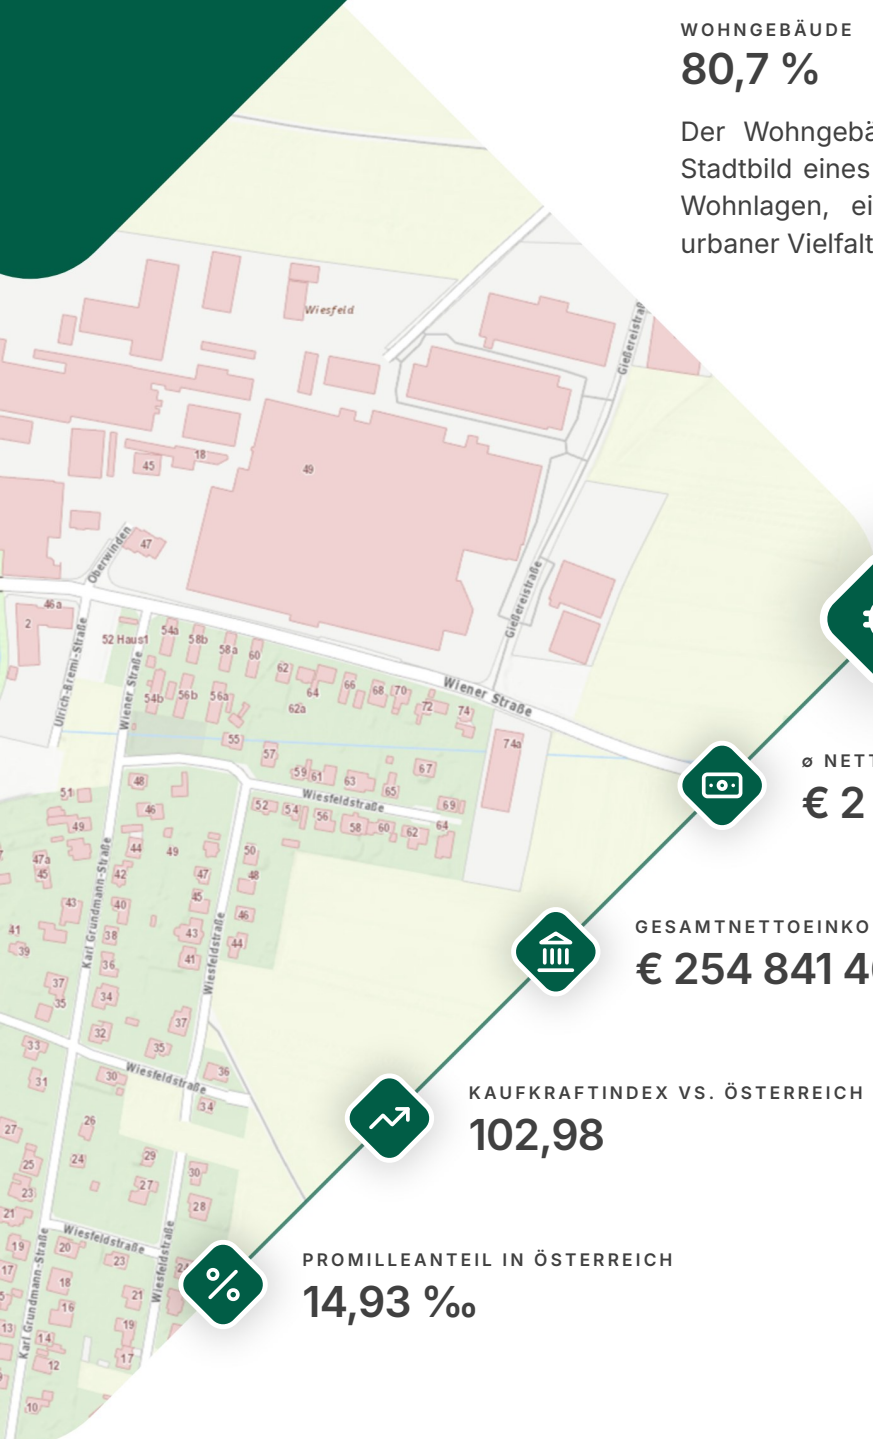 WOHNGEBÄUDE
80,7 %
Der Wohngebä
Stadtbild eines
Wohnlagen, ei
urbaner Vielfalt
Wiesfeld
Gießereistraß
18
45
49
47
Oberwinden
46a
2
Ulrich-Bremi-Straße
52 Haus1
Wiener Straße
54a
58b
58a
60
62
64
66
68
70
72
74
54b
56b
56a
62a
Gießereistraße
Wiener Straße
74a
55
57
59
61
63
65
67
69
Wiesfeldstraße
52
54
56
58
60
62
64
51
49
48
46
44
49
50
47a
45
42
47
48
43
40
45
46
41
39
38
43
44
36
41
Karl Grundmann-Straße
Wiesfeldstraße
37
35
34
33
32
37
35
31
30
Wiesfeldstraße
36
34
27
26
25
24
29
30
23
27
28
21
19
Wiesfeldstraße
20
23
17
18
21
16
13
14
19
12
17
10
Karl Grundmann-Straße
Wiesfeldstraße
ø NETT
€ 2
GESAMTNETTOEINKO
€ 254 841 4
KAUFKRAFTINDEX VS. ÖSTERREICH
102,98
PROMILLEANTEIL IN ÖSTERREICH
14,93 ‰